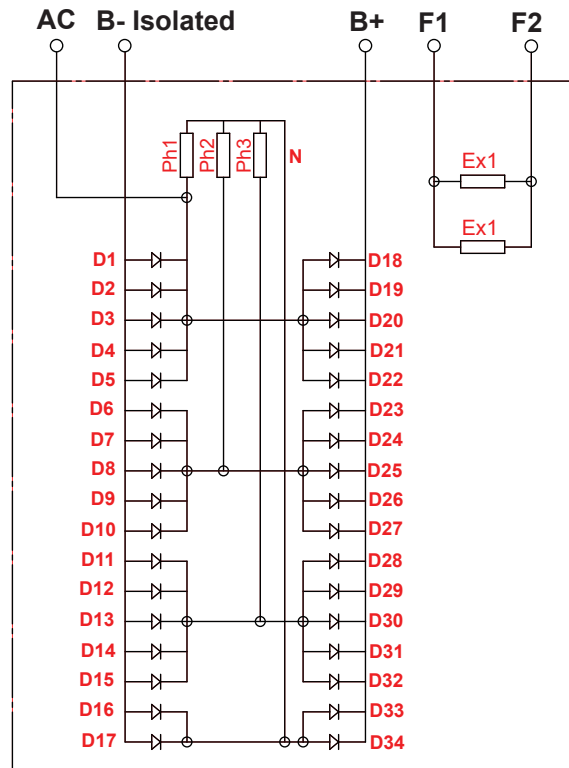 AC B- Isolated B+ F1 F2
Ph1 Ph2 Ph3 N
Ex1
Ex1
D1 D18
D2 D19
D3 D20
D4 D21
D5 D22
D6 D23
D7 D24
D8 D25
D9 D26
D10 D27
D11 D28
D12 D29
D13 D30
D14 D31
D15 D32
D16 D33
D17 D34